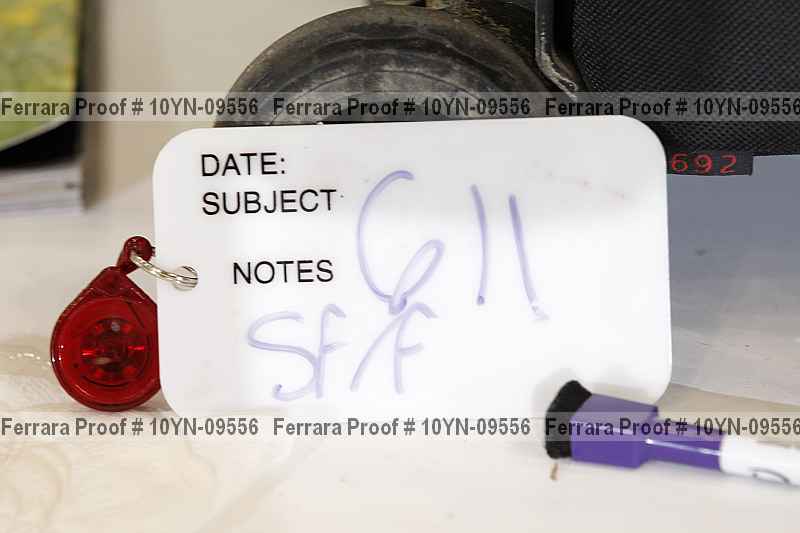 Ferrara Proof # 10YN-09556 Ferrara Proof # 10YN-09556 Ferrara Proof # 10YN-09556
DATE:
692
SUBJECT 611
NOTES
SF/F
Ferrara Proof # 10YN-09556 Ferrara Proof # 10YN-09556 Ferrara Proof # 10YN-09556